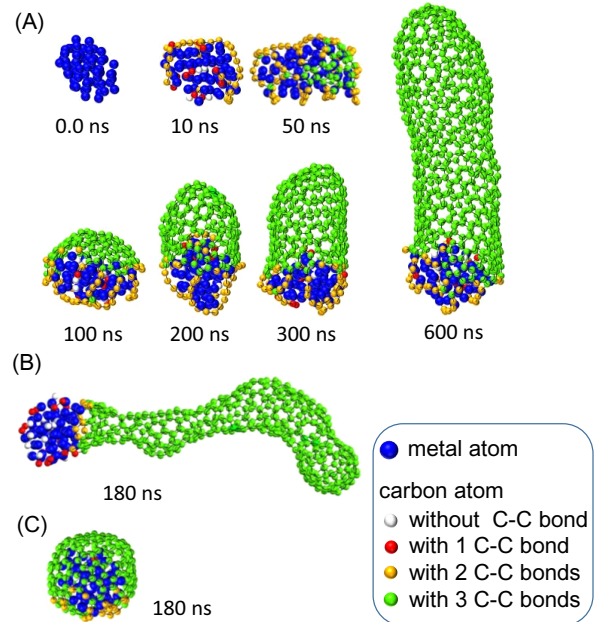 (A)
0.0 ns
10 ns
50 ns
100 ns
200 ns
300 ns
600 ns
(B)
180 ns
(C)
180 ns
metal atom
carbon atom
without C-C bond
with 1 C-C bond
with 2 C-C bonds
with 3 C-C bonds